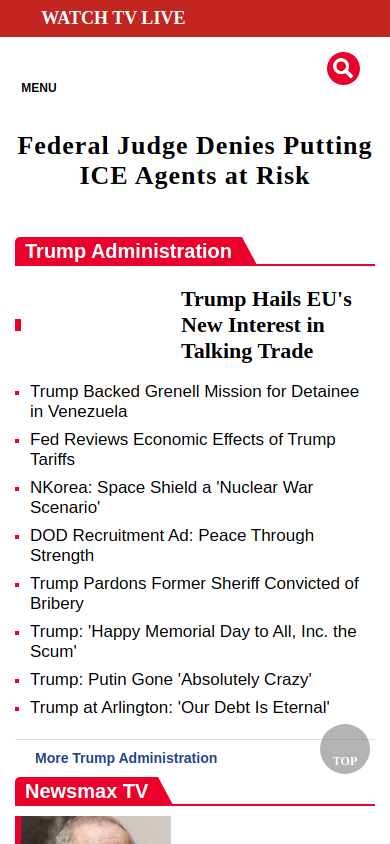 WATCH TV LIVE
MENU
Federal Judge Denies Putting
ICE Agents at Risk
Trump Administration
Trump Hails EU's
New Interest in
Talking Trade
Trump Backed Grenell Mission for Detainee
in Venezuela
Fed Reviews Economic Effects of Trump
Tariffs
NKorea: Space Shield a 'Nuclear War
Scenario'
DOD Recruitment Ad: Peace Through
Strength
Trump Pardons Former Sheriff Convicted of
Bribery
Trump: 'Happy Memorial Day to All, Inc. the
Scum'
Trump: Putin Gone 'Absolutely Crazy'
Trump at Arlington: 'Our Debt Is Eternal'
More Trump Administration
TOP
Newsmax TV